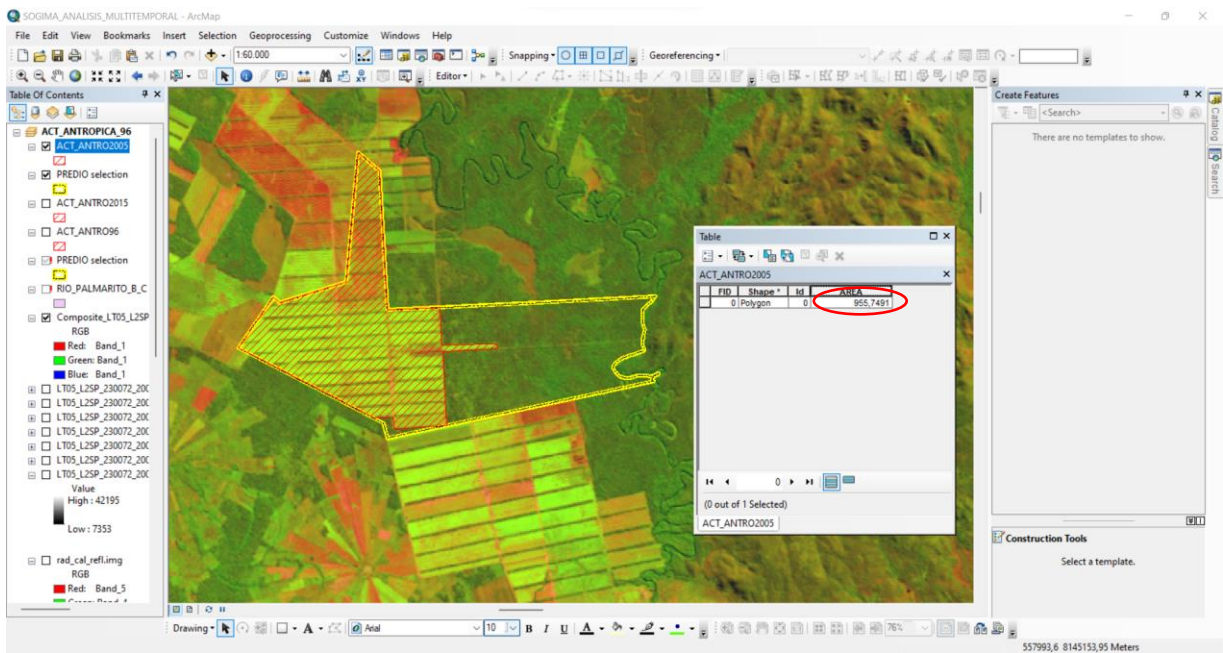 SOGIMA_ANALISIS_MULTITEMPORAL - ArcMap
File Edit View Bookmarks Insert Selection Geoprocessing Customize Windows Help
1:60.000
Snapping
Georeferencing
Editor
Table Of Contents
ACT_ANTROPICA_96
ACT_ANTRO2005
PREDIO selection
ACT_ANTRO2015
ACT_ANTRO96
PREDIO selection
RIO_PALMARITO_B_C
Composite_LT05_L2SP
RGB
Red: Band_1
Green: Band_1
Blue: Band_1
LT05_L2SP_230072_200
LT05_L2SP_230072_200
LT05_L2SP_230072_200
LT05_L2SP_230072_200
LT05_L2SP_230072_200
LT05_L2SP_230072_200
Value
High : 42195
Low : 7353
rad_cal_refl.img
RGB
Red: Band_5
Table
ACT_ANTRO2005
FID Shape * Id AREA
0 Polygon 0 955,7491
0
(0 out of 1 Selected)
ACT_ANTRO2005
Create Features
<Search>
There are no templates to show.
Catalog
Search
Construction Tools
Select a template.
Drawing A Arial 10 B I U A 76%
557993,6 8145153,95 Meters